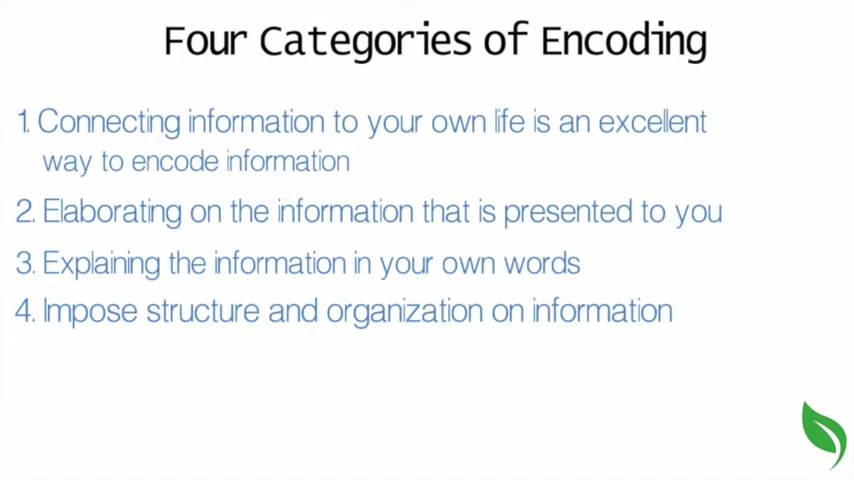 Four Categories of Encoding
1. Connecting information to your own life is an excellent
way to encode information
2. Elaborating on the information that is presented to you
3. Explaining the information in your own words
4. Impose structure and organization on information